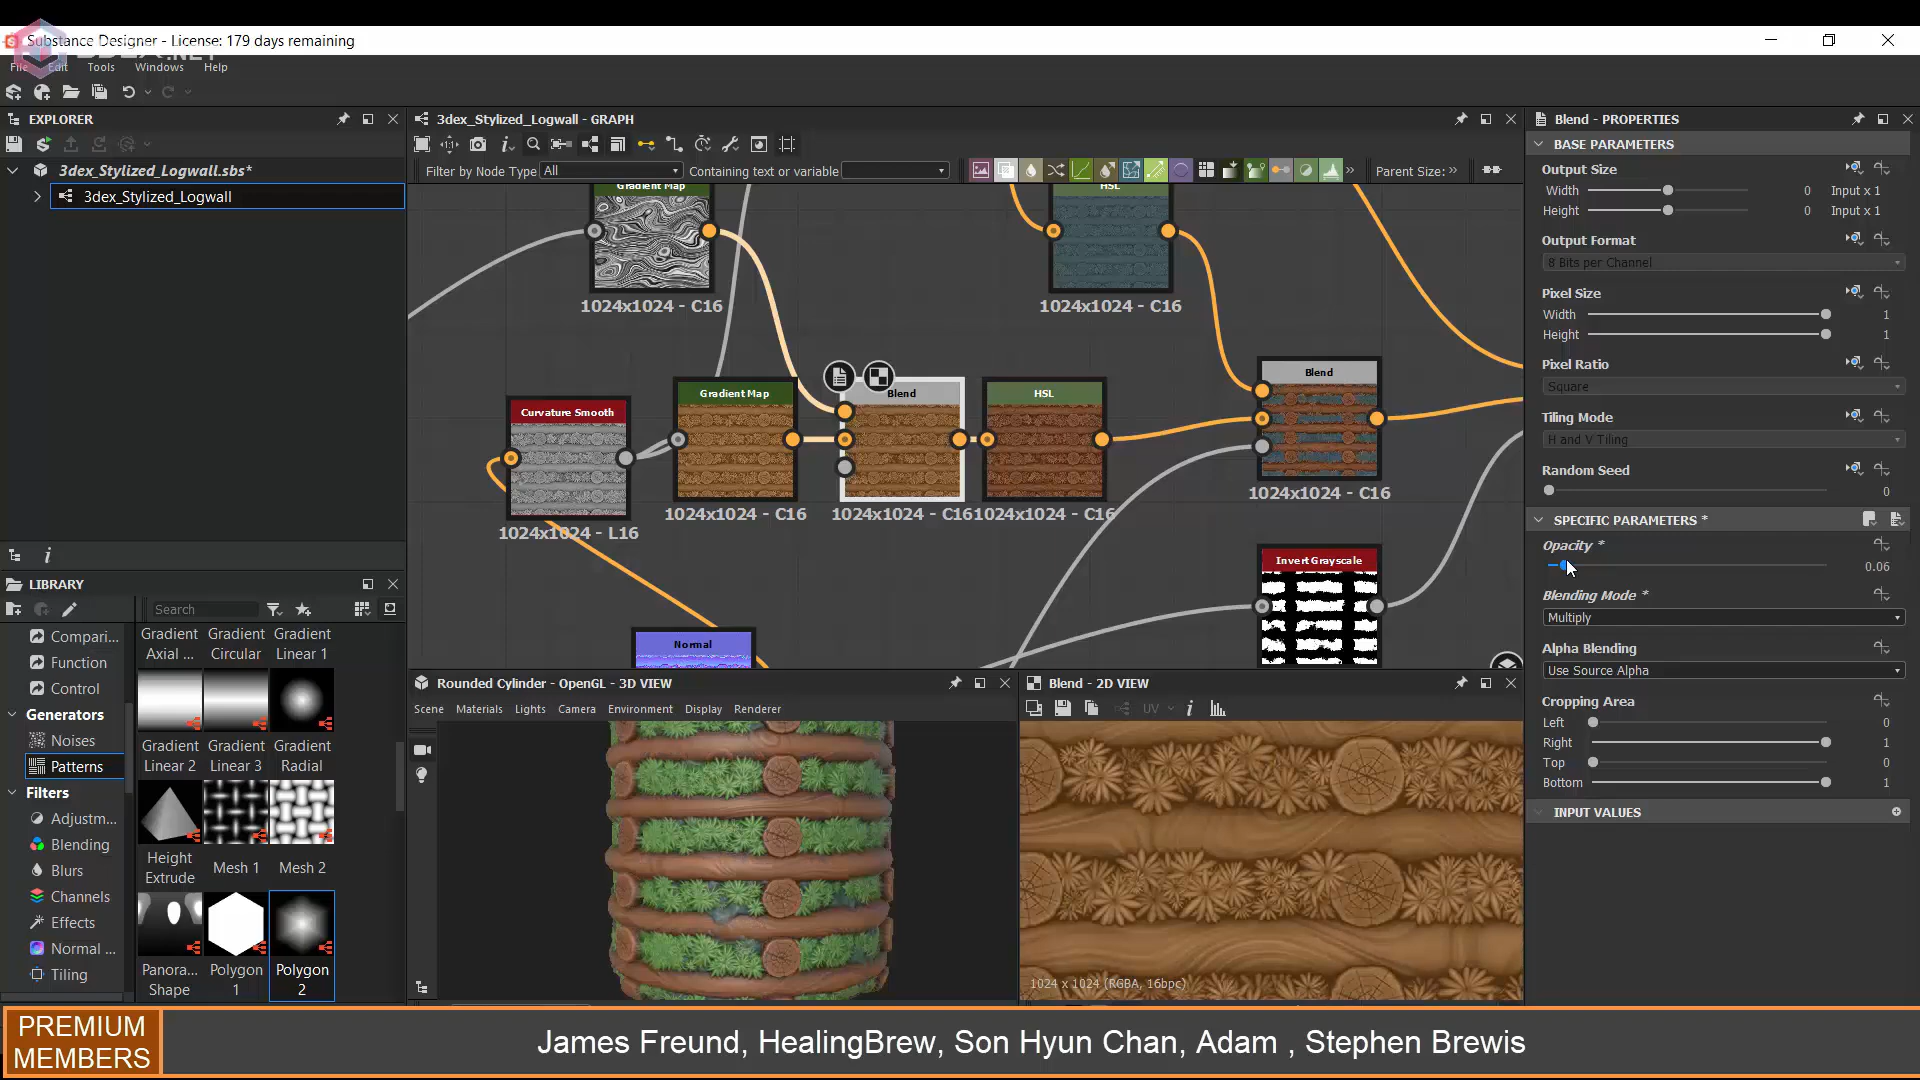 Substance Designer - License: 179 days remaining
File Edit Tools Windows Help
EXPLORER
3dex_Stylized_Logwall.sbs*
3dex_Stylized_Logwall
3dex_Stylized_Logwall - GRAPH
Filter by Node Type All Containing text or variable Parent Size: »
Gradient Map
1024x1024 - C16
HSL
1024x1024 - C16
Curvature Smooth
1024x1024 - L16
Gradient Map
1024x1024 - C16
Blend
1024x1024 - C16
HSL
1024x1024 - C16
Blend
1024x1024 - C16
Invert Grayscale
Normal
LIBRARY
Search
Compari...
Function
Control
Generators
Noises
Patterns
Filters
Adjustm...
Blending
Blurs
Channels
Effects
Normal ...
Tiling
Gradient Axial ...
Gradient Circular
Gradient Linear 1
Gradient Linear 2
Gradient Linear 3
Gradient Radial
Height Extrude
Mesh 1
Mesh 2
Panora... Shape
Polygon 1
Polygon 2
Rounded Cylinder - OpenGL - 3D VIEW
Scene Materials Lights Camera Environment Display Renderer
Blend - 2D VIEW
UV
1024 x 1024 (RGBA, 16bpc)
Blend - PROPERTIES
BASE PARAMETERS
Output Size
Width 0 Input x 1
Height 0 Input x 1
Output Format
8 Bits per Channel
Pixel Size
Width 1
Height 1
Pixel Ratio
Square
Tiling Mode
H and V Tiling
Random Seed
0
SPECIFIC PARAMETERS *
Opacity *
0.06
Blending Mode *
Multiply
Alpha Blending
Use Source Alpha
Cropping Area
Left 0
Right 1
Top 0
Bottom 1
INPUT VALUES
PREMIUM
MEMBERS
James Freund, HealingBrew, Son Hyun Chan, Adam , Stephen Brewis